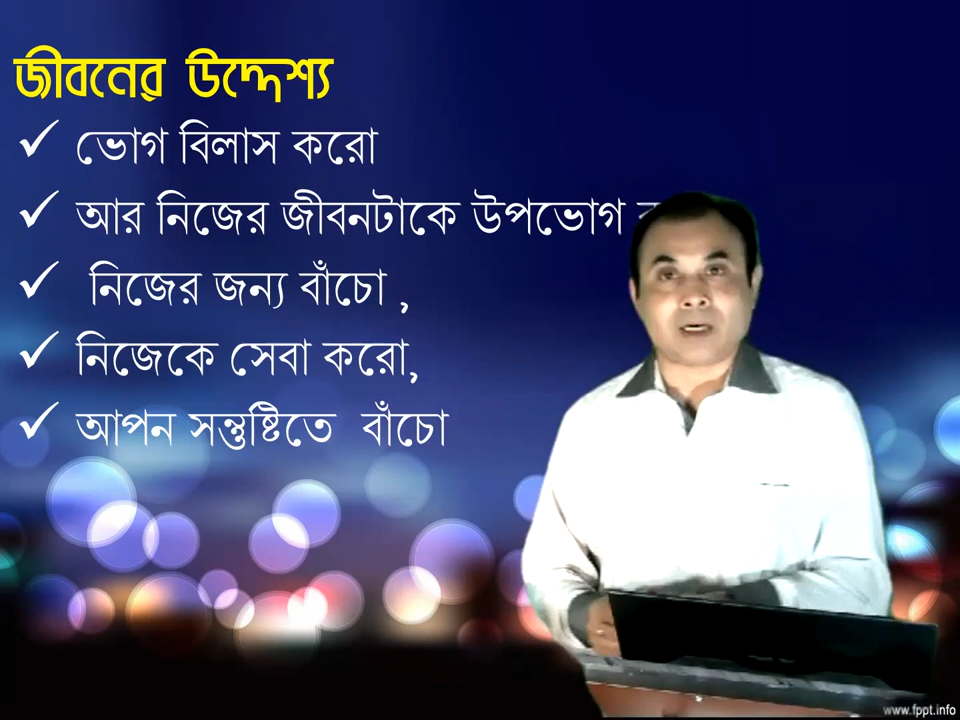 জীবনের উদ্দেশ্য
✓ ভোগ বিলাস করো
✓ আর নিজের জীবনটাকে উপভোগ
✓ নিজের জন্য বাঁচো ,
✓ নিজেকে সেবা করো,
✓ আপন সন্তুষ্টিতে বাঁচো
www.fppt.info